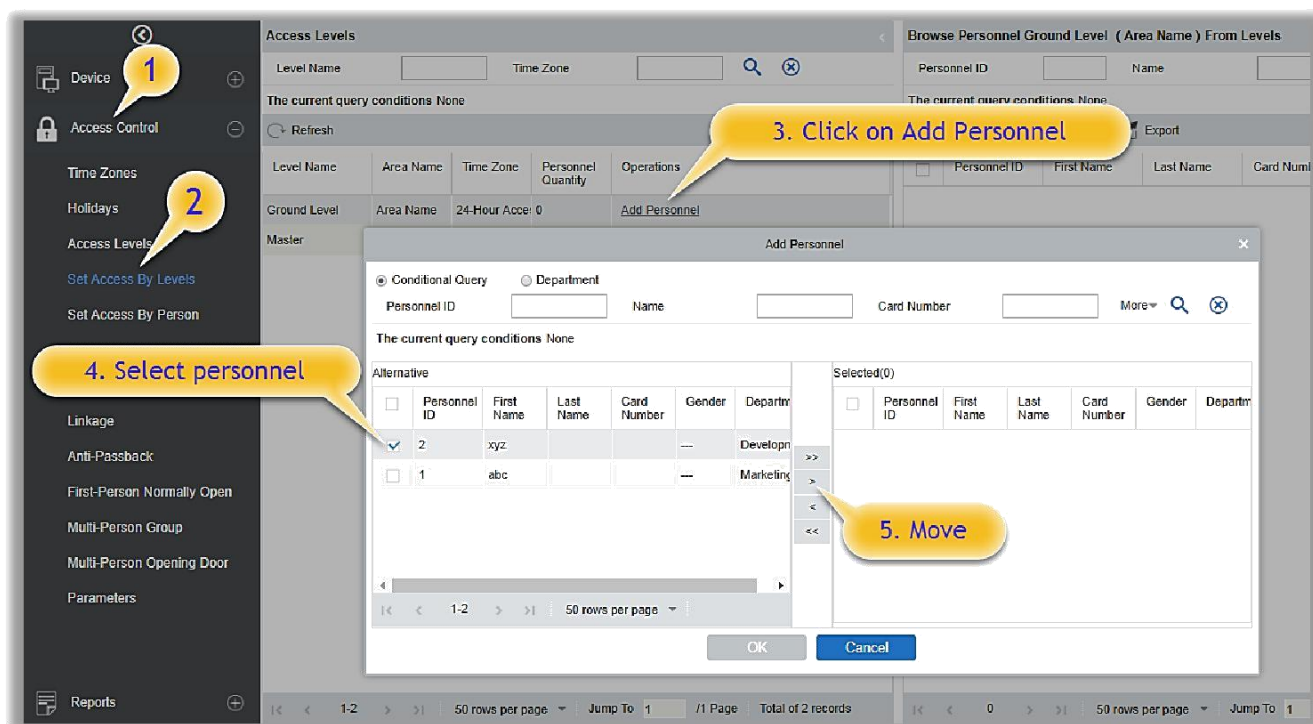 Access Levels
Browse Personnel Ground Level ( Area Name ) From Levels
1
Device
Level Name
Time Zone
Personnel ID
Name
The current query conditions None
The current query conditions None
Access Control
Refresh
3. Click on Add Personnel
Export
Time Zones
Level Name Area Name Time Zone Personnel Quantity Operations
Personnel ID First Name Last Name Card Numl
2
Holidays
Ground Level Area Name 24-Hour Acce: 0 Add Personnel
Access Levels
Master
Add Personnel
Set Access By Levels
Conditional Query Department
Set Access By Person
Personnel ID Name Card Number More
The current query conditions None
4. Select personnel
Alternative
Selected(0)
Personnel ID First Name Last Name Card Number Gender Departm
Personnel ID First Name Last Name Card Number Gender Departm
Linkage
2 xyz --- Developn
>>
Anti-Passback
1 abc --- Marketing
>
First-Person Normally Open
<
5. Move
Multi-Person Group
<<
Multi-Person Opening Door
Parameters
1-2 50 rows per page
OK Cancel
Reports
1-2 50 rows per page Jump To 1 /1 Page Total of 2 records
0 50 rows per page Jump To 1